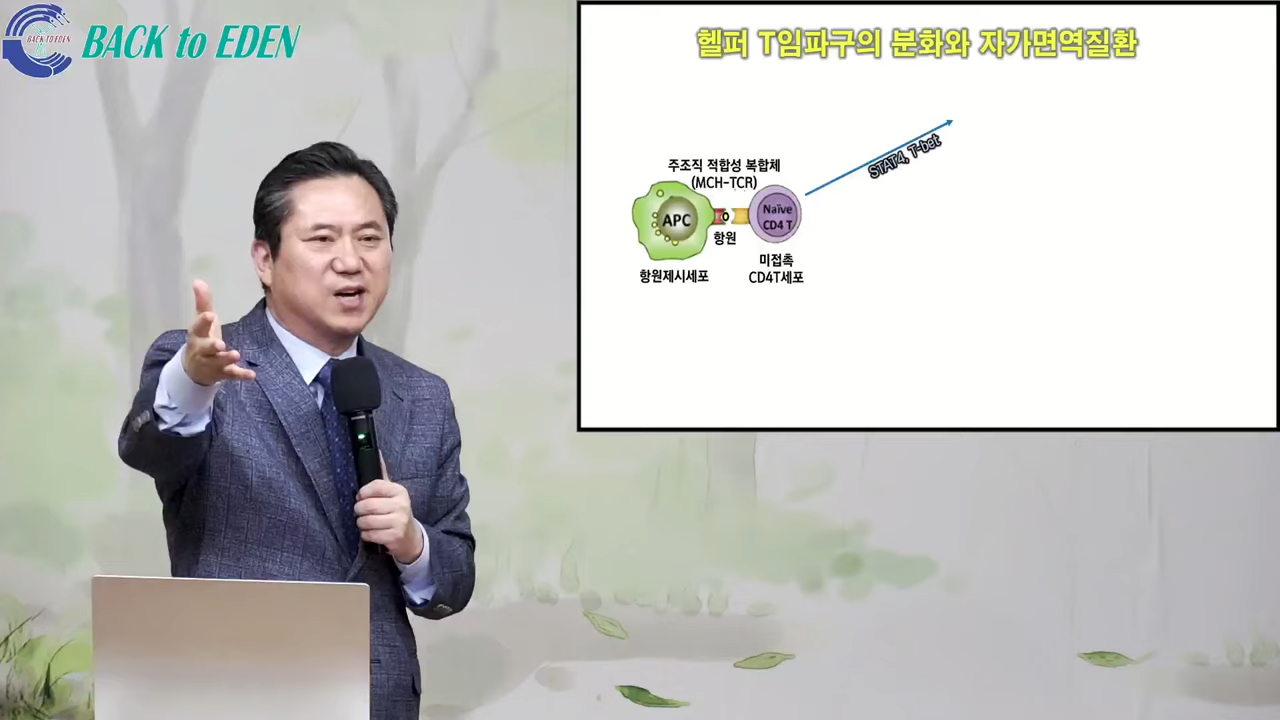 BACK TO EDEN
BACK to EDEN
헬퍼 T임파구의 분화와 자가면역질환
STAT4, T-bet
주조직 적합성 복합체
(MCH-TCR)
APC
Naïve
CD4 T
항원
항원제시세포
미접촉
CD4T세포